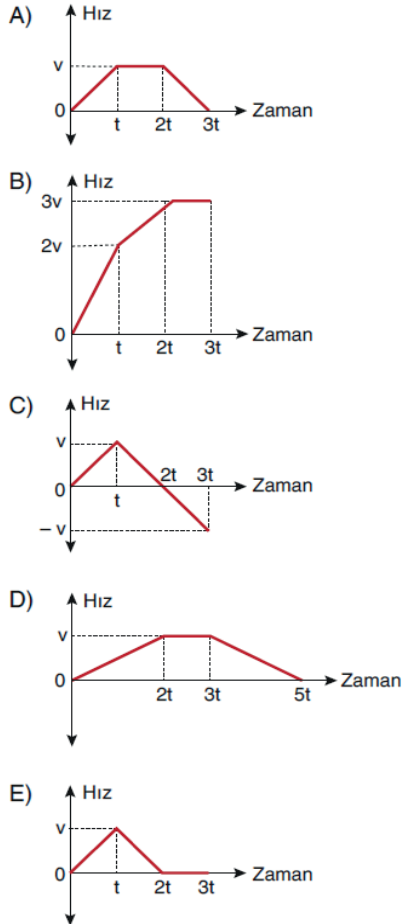 A) Hız
v
0 Zaman
t 2t 3t
B) Hız
3v
2v
0 Zaman
t 2t 3t
C) Hız
v
2t 3t
0 Zaman
t
– v
D) Hız
v
0 Zaman
2t 3t 5t
E) Hız
v
0 Zaman
t 2t 3t